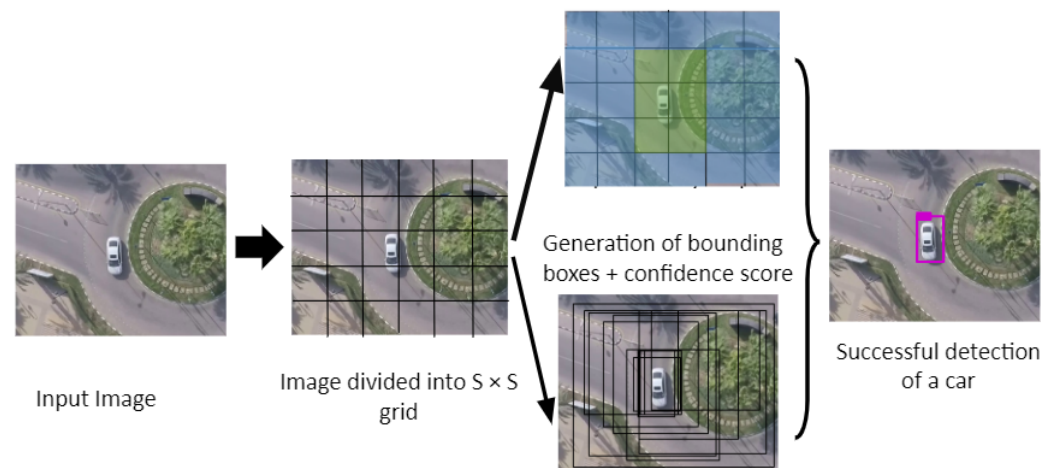 Input Image
Image divided into S × S
grid
Generation of bounding
boxes + confidence score
Successful detection
of a car